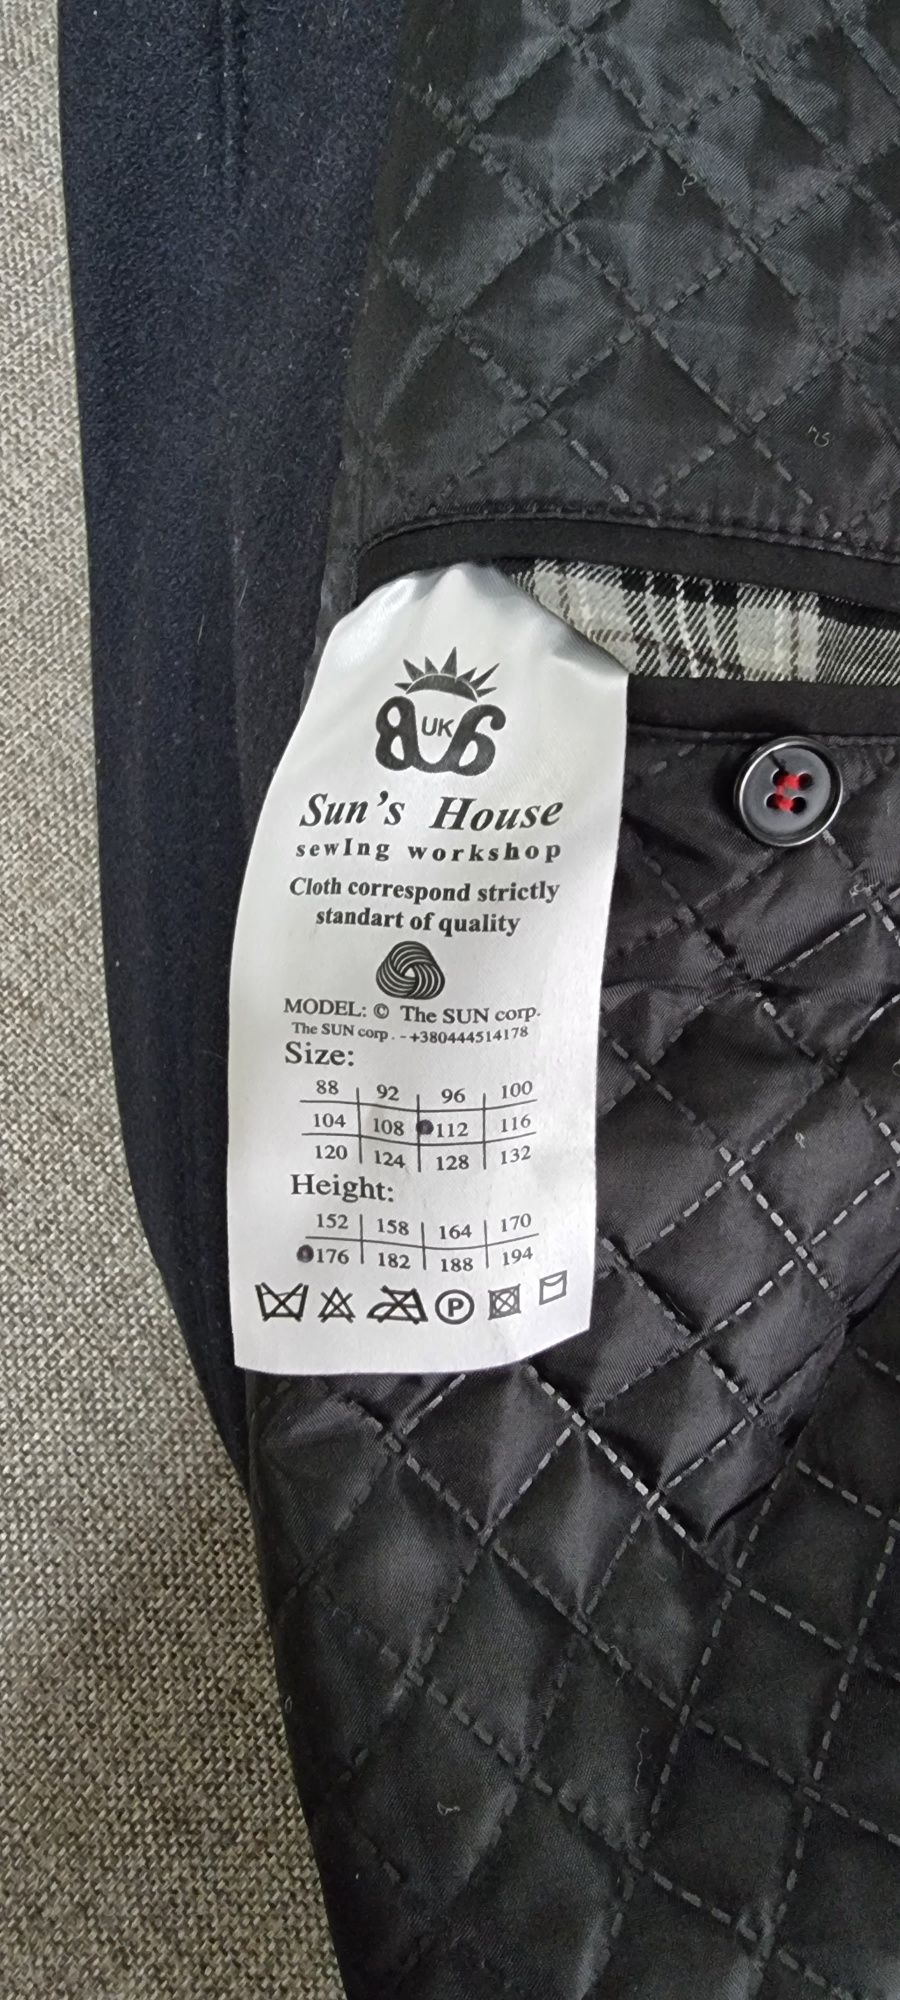 UK
Sun's House
sewIng workshop
Cloth correspond strictly
standart of quality
MODEL: © The SUN corp.
The SUN corp. - +380444514178
Size:
88 | 92 | 96 | 100
104 | 108 | 112 | 116
120 | 124 | 128 | 132
Height:
152 | 158 | 164 | 170
176 | 182 | 188 | 194
P